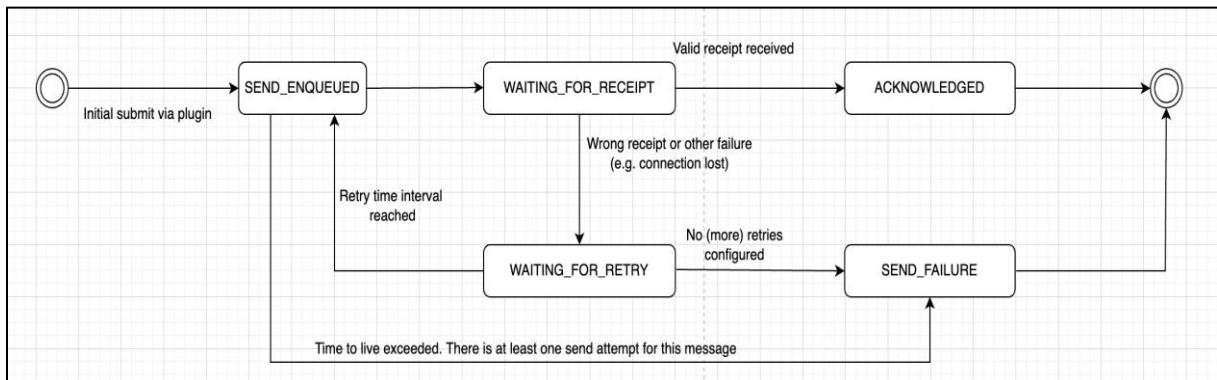 Valid receipt received
SEND_ENQUEUED
WAITING_FOR_RECEIPT
ACKNOWLEDGED
Initial submit via plugin
Wrong receipt or other failure
(e.g. connection lost)
Retry time interval
reached
No (more) retries
configured
WAITING_FOR_RETRY
SEND_FAILURE
Time to live exceeded. There is at least one send attempt for this message